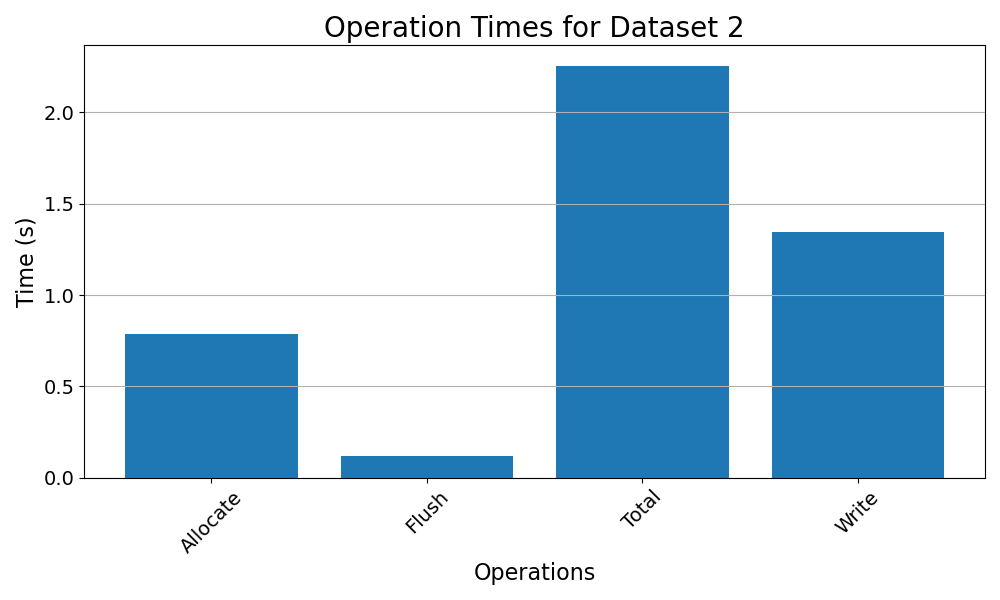 Operation Times for Dataset 2
Time (s)
2.0
1.5
1.0
0.5
0.0
Allocate
Flush
Total
Write
Operations